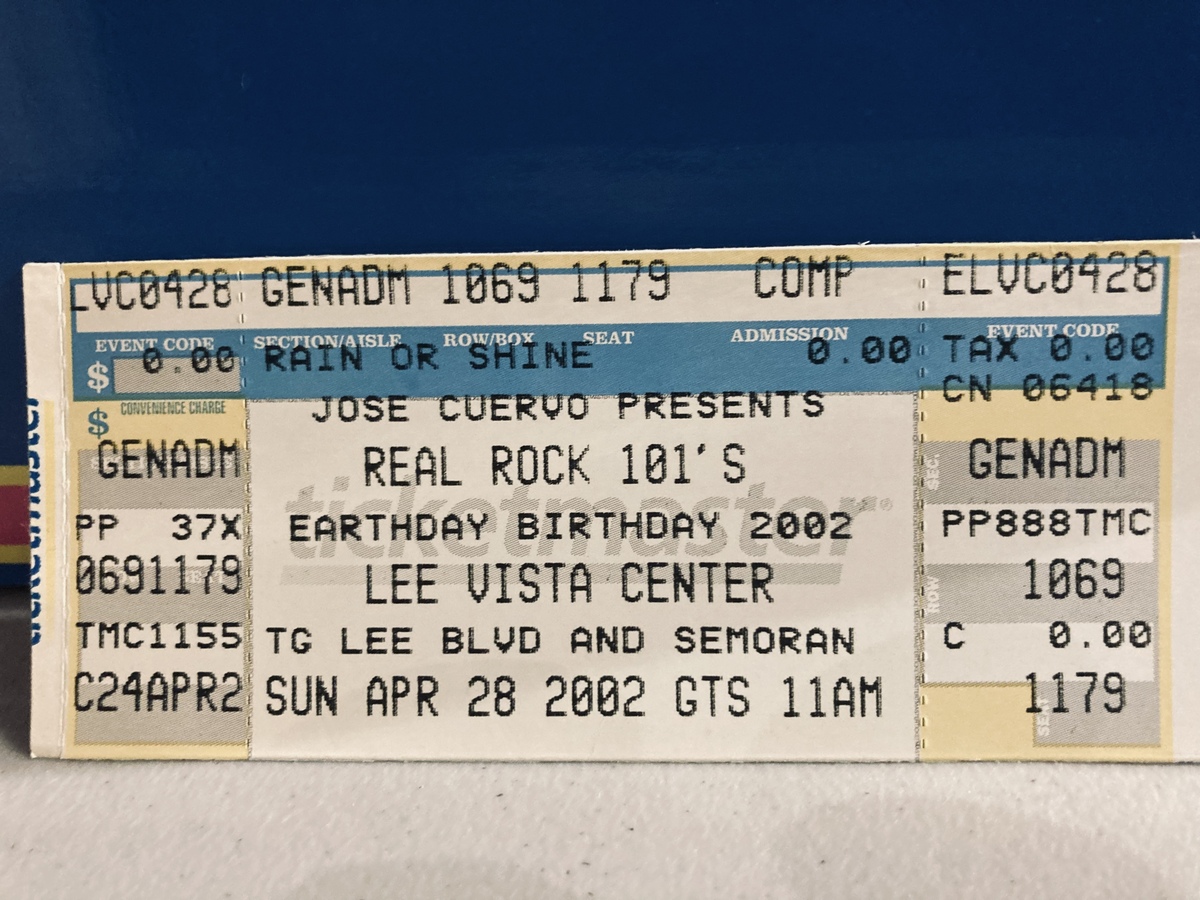 LVC0428 GENADM 1069 1179 COMP ELVC0428
EVENT CODE SECTION/AISLE ROW/BOX SEAT ADMISSION EVENT CODE
$ 0.00 RAIN OR SHINE 0.00 TAX 0.00
$ CONVENIENCE CHARGE JOSE CUERVO PRESENTS CN 06418
GENADM REAL ROCK 101'S SEC. GENADM
ticketmaster®
PP 37X EARTHDAY BIRTHDAY 2002 PP888TMC
0691179 LEE VISTA CENTER ROW 1069
TMC1155 TG LEE BLVD AND SEMORAN C 0.00
C24APR2 SUN APR 28 2002 GTS 11AM SEAT 1179
ticketmaster